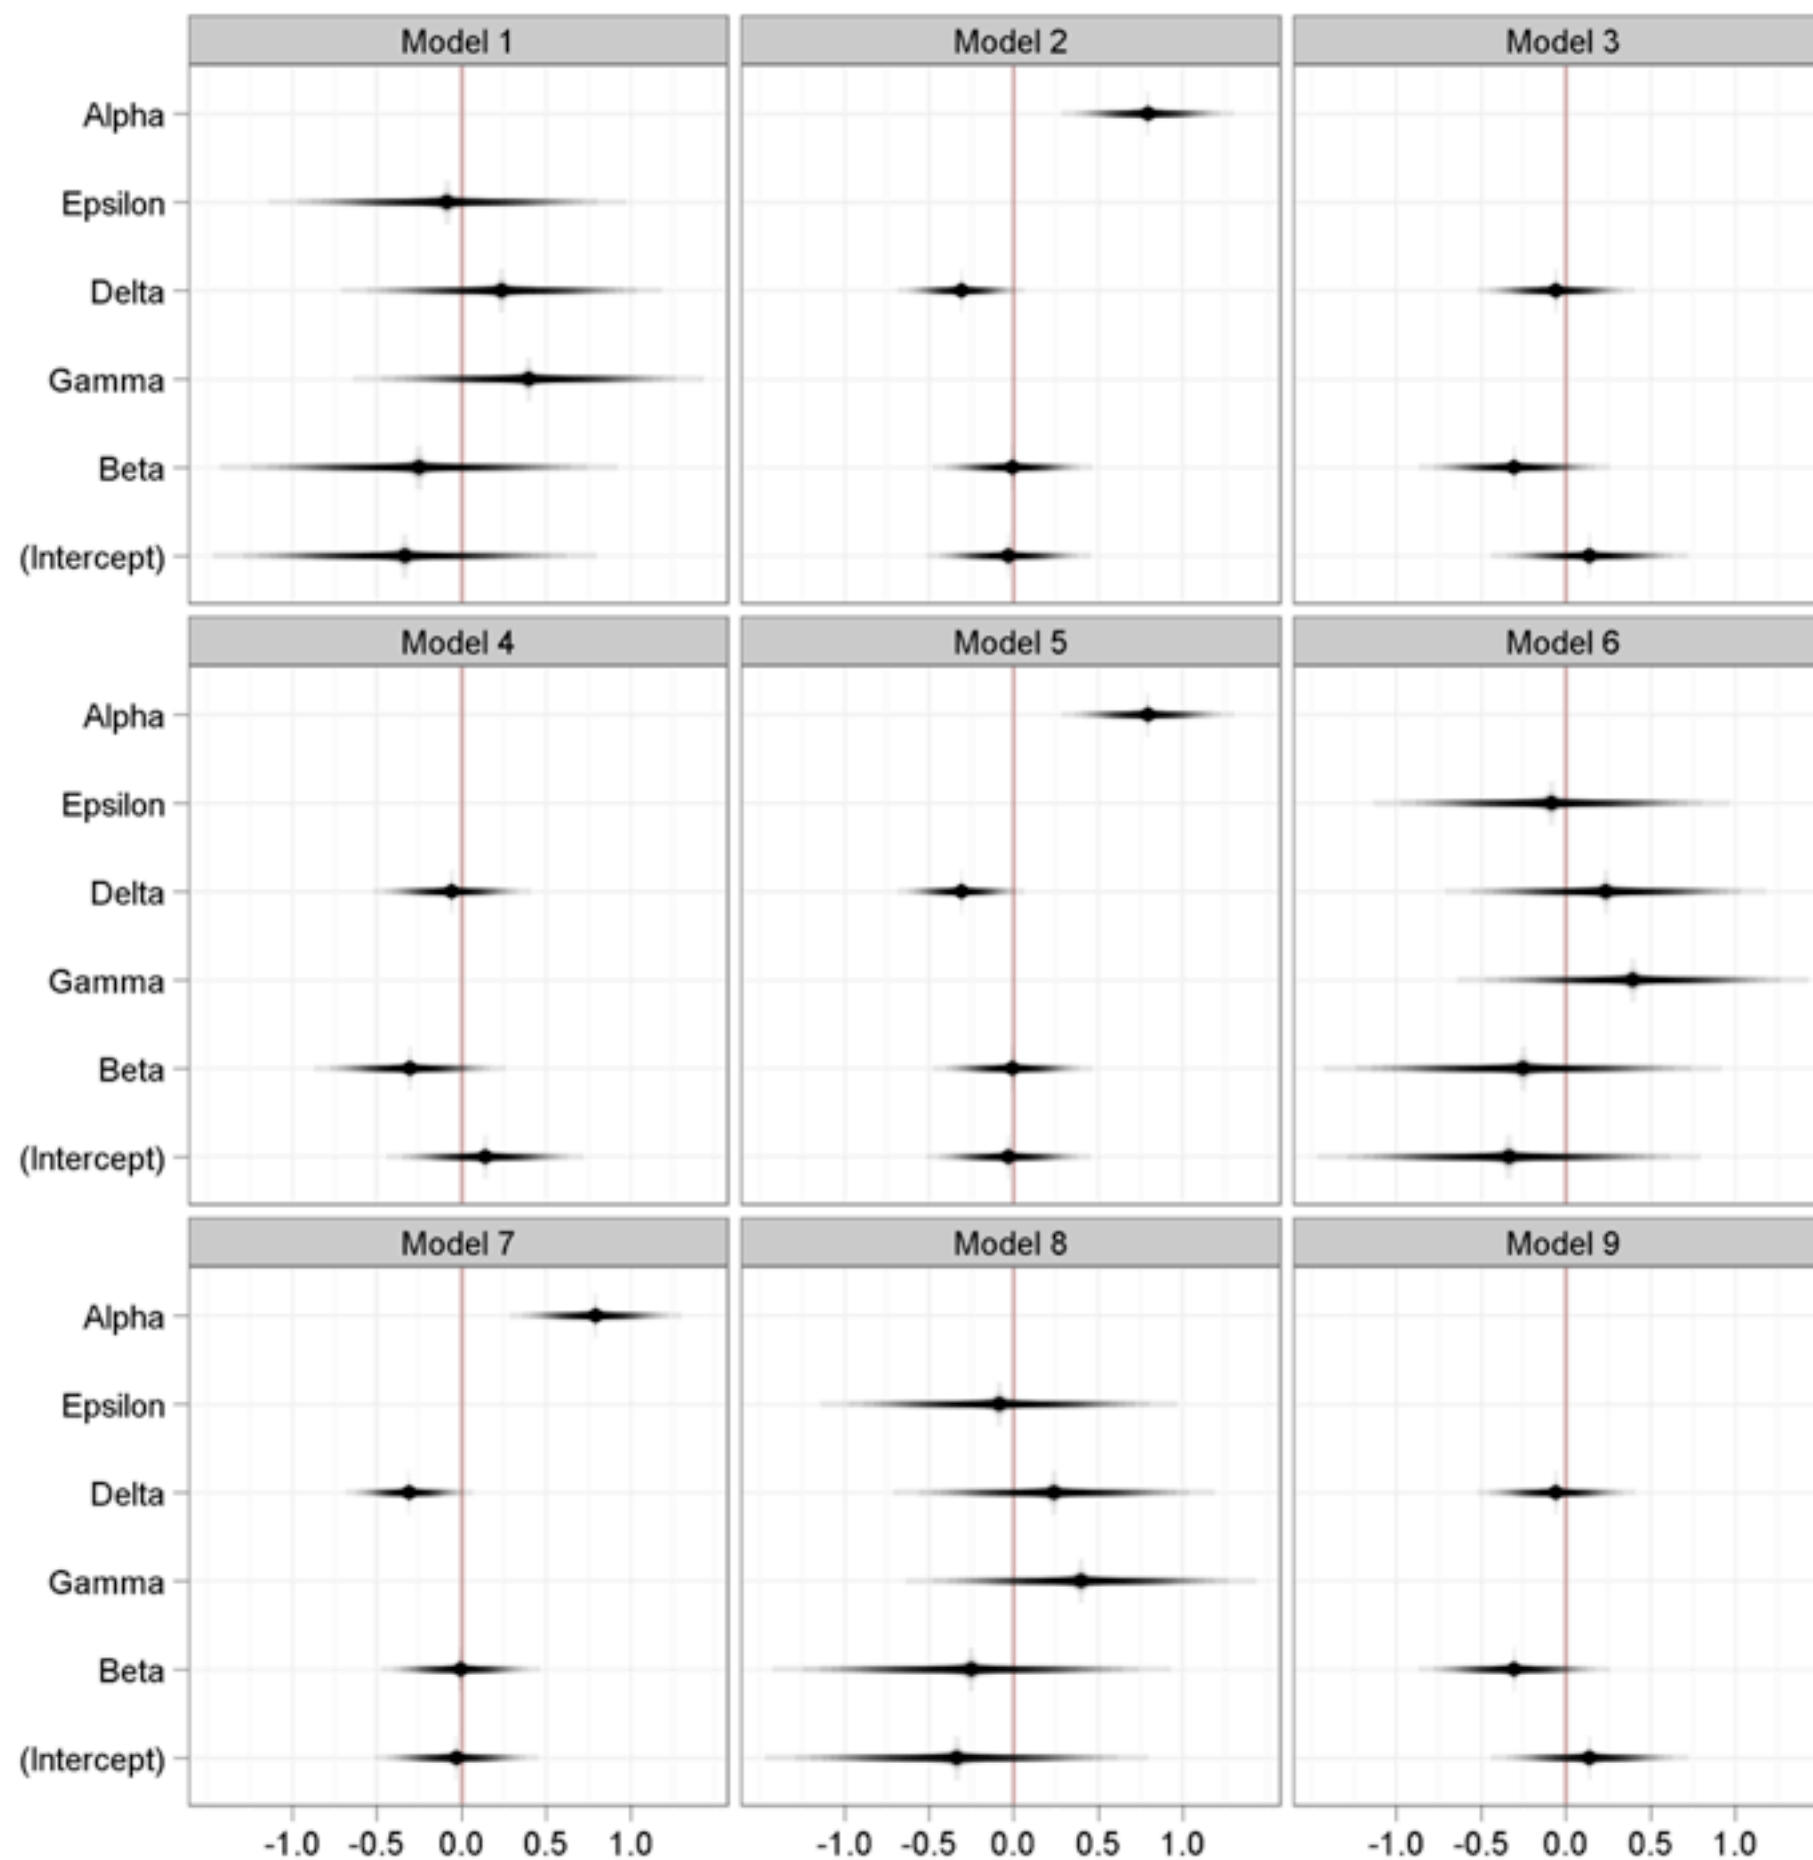 Model 1 Model 2 Model 3
Alpha
Epsilon
Delta
Gamma
Beta
(Intercept)
Model 4 Model 5 Model 6
Alpha
Epsilon
Delta
Gamma
Beta
(Intercept)
Model 7 Model 8 Model 9
Alpha
Epsilon
Delta
Gamma
Beta
(Intercept)
-1.0 -0.5 0.0 0.5 1.0 -1.0 -0.5 0.0 0.5 1.0 -1.0 -0.5 0.0 0.5 1.0